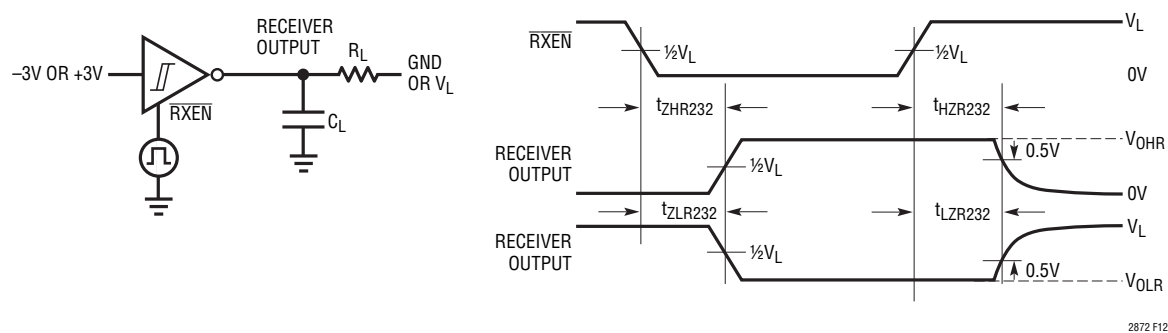 RECEIVER
OUTPUT
R_L
GND
OR V_L
–3V OR +3V
RXEN
C_L
RXEN
½V_L
½V_L
V_L
0V
t_ZHR232
t_HZR232
RECEIVER
OUTPUT
½V_L
V_OHR
0.5V
0V
t_ZLR232
t_LZR232
RECEIVER
OUTPUT
½V_L
V_L
0.5V
V_OLR
2872 F12